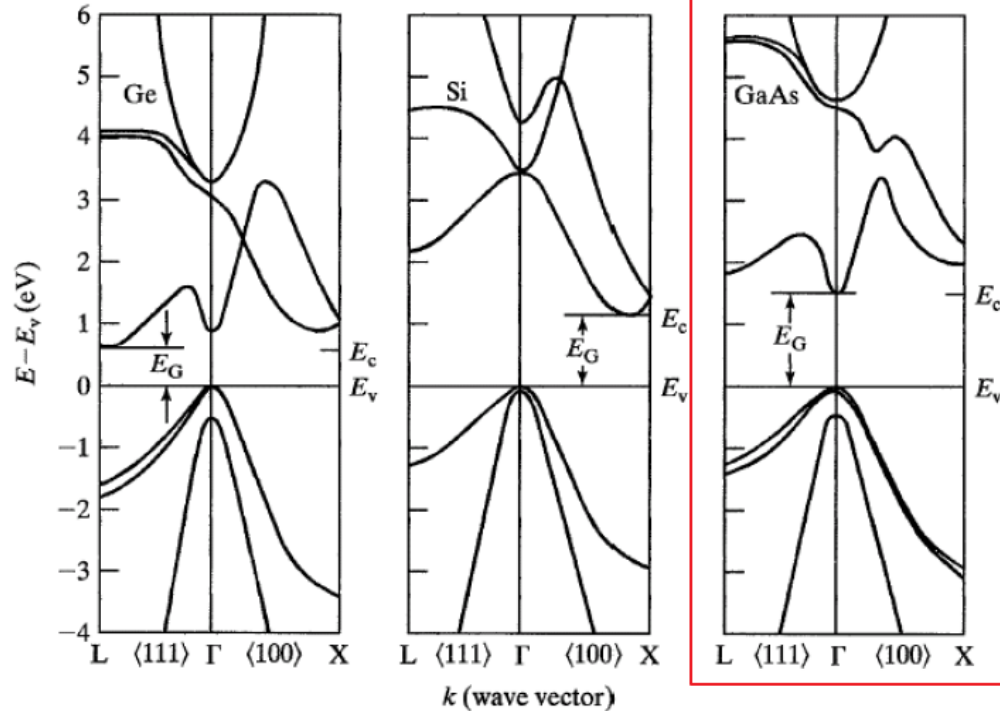 6
5
4
3
2
1
0
−1
−2
−3
−4
E−Ev (eV)
Ge
EG
Ec
Ev
L ⟨111⟩ Γ ⟨100⟩ X
Si
EG
Ec
Ev
L ⟨111⟩ Γ ⟨100⟩ X
GaAs
EG
Ec
Ev
L ⟨111⟩ Γ ⟨100⟩ X
k (wave vector)